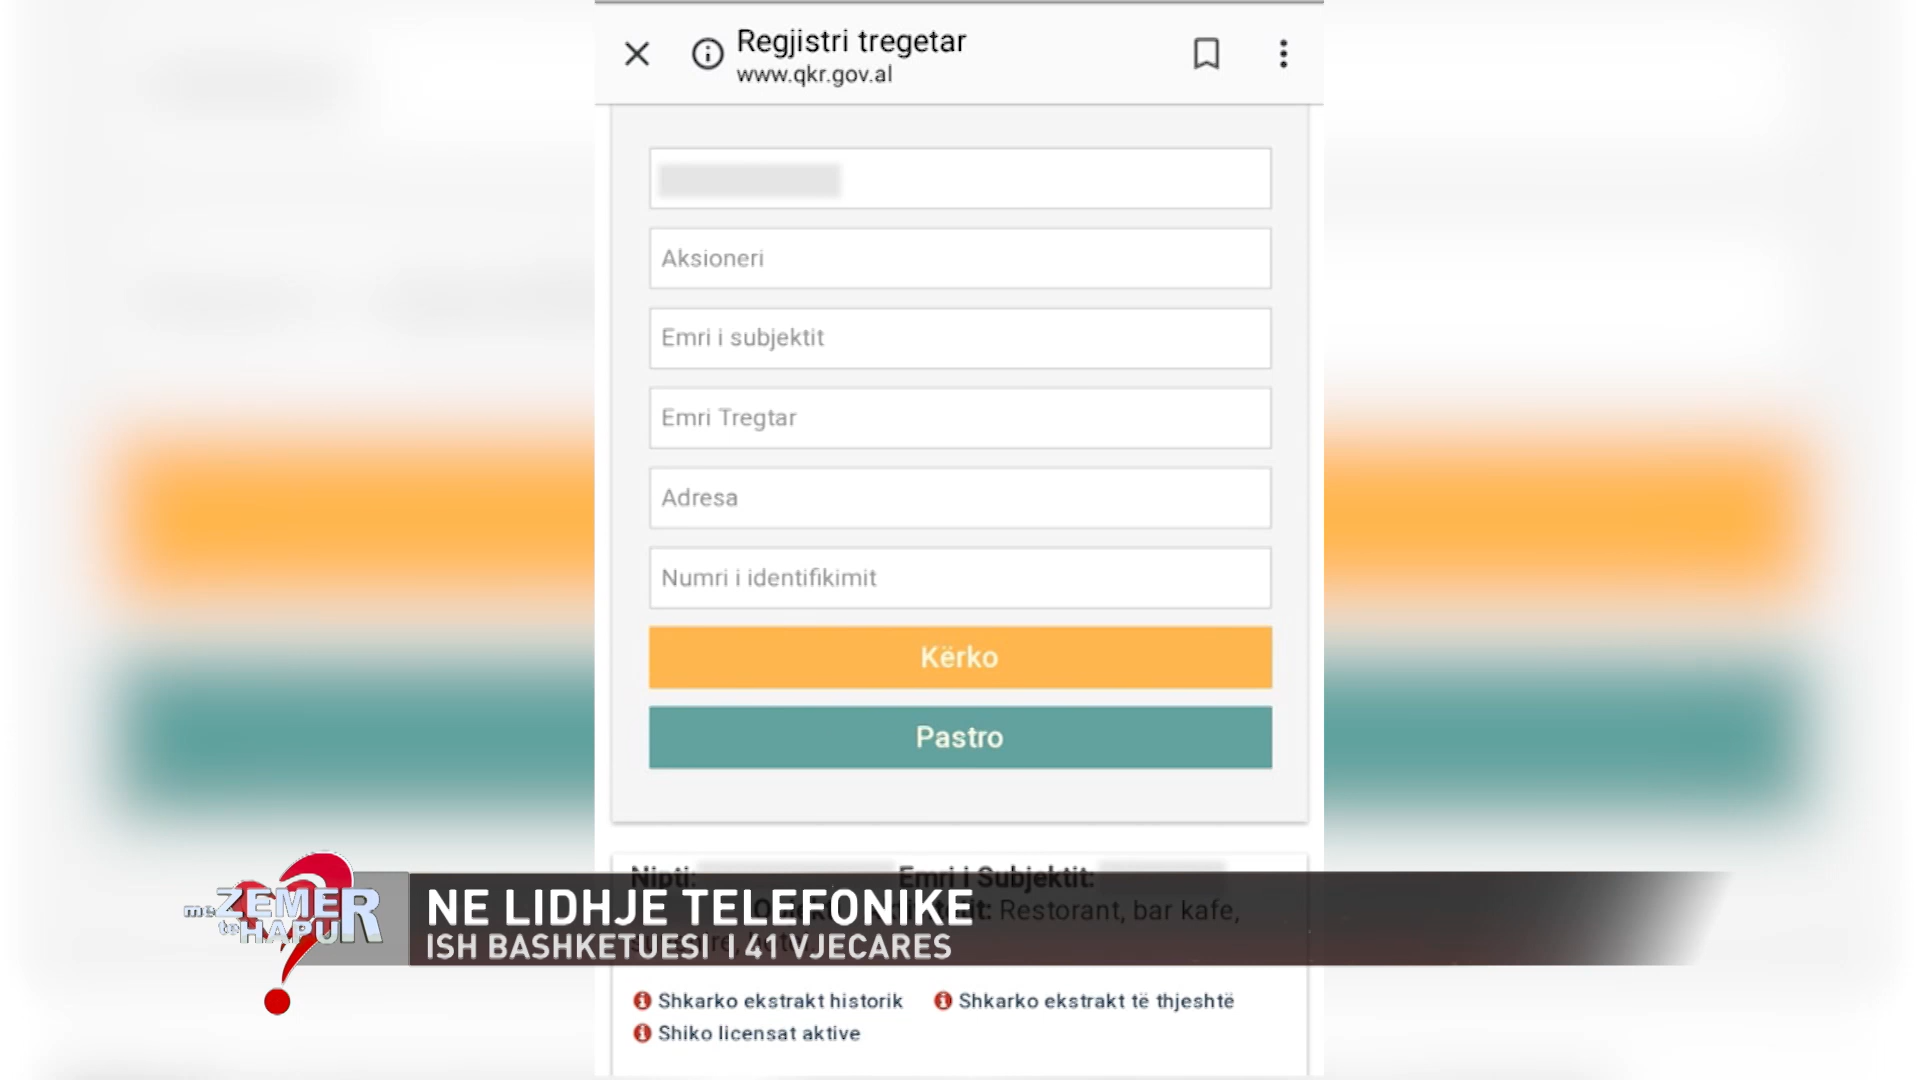 Regjistri tregetar
www.qkr.gov.al
Aksioneri
Emri i subjektit
Emri Tregtar
Adresa
Numri i identifikimit
Kërko
Pastro
Nipti: Emri i Subjektit:
Restorant, bar kafe,
me ZEMER
të HAPUR
NE LIDHJE TELEFONIKE
ISH BASHKETUESI I 41 VJECARES
Shkarko ekstrakt historik Shkarko ekstrakt të thjeshtë
Shiko licensat aktive